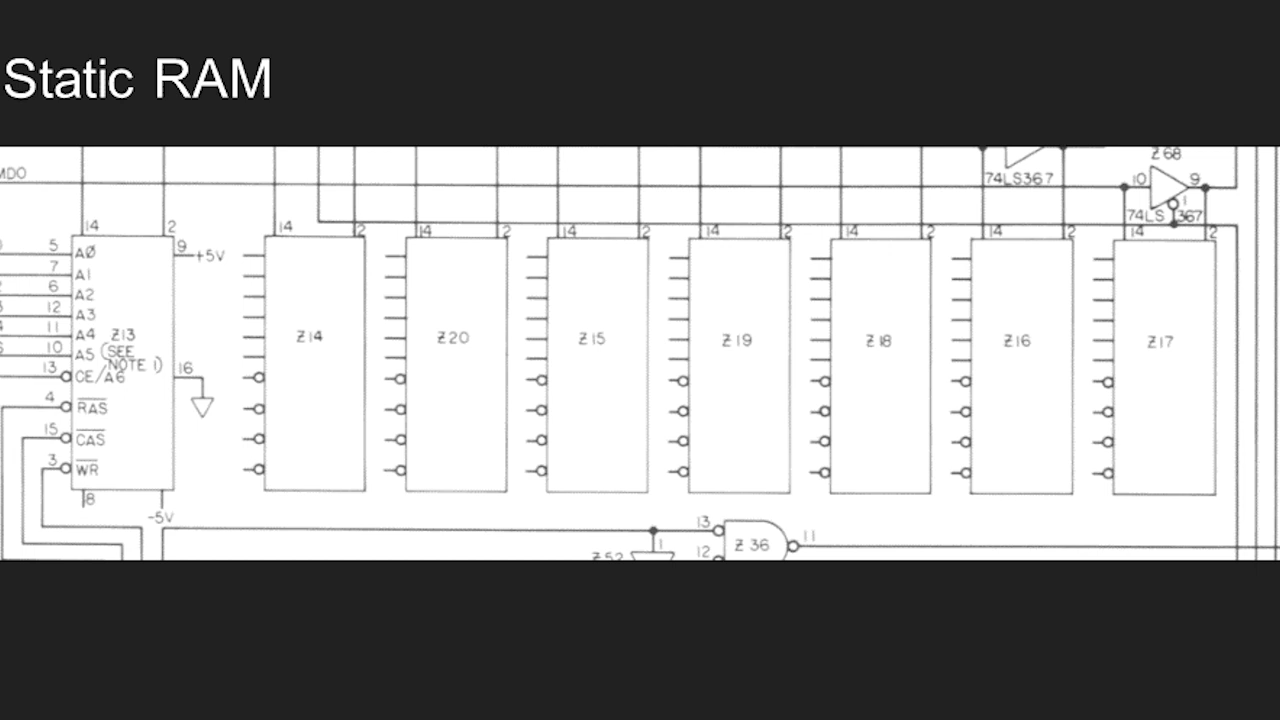 Static RAM
MDO
Z68
74LS367
10
9
1
74LS 367
14 2
14 2
14 2
14 2
14 2
14 2
14 2
14 2
5 AØ
9 +5V
7 A1
6 A2
12 A3
11 A4
10 A5
Z13
(SEE
NOTE 1)
13 CE/A6
16
4 RAS
15 CAS
3 WR
8
-5V
Z14
Z20
Z15
Z19
Z18
Z16
Z17
13
12
1
Z52
Z36
11